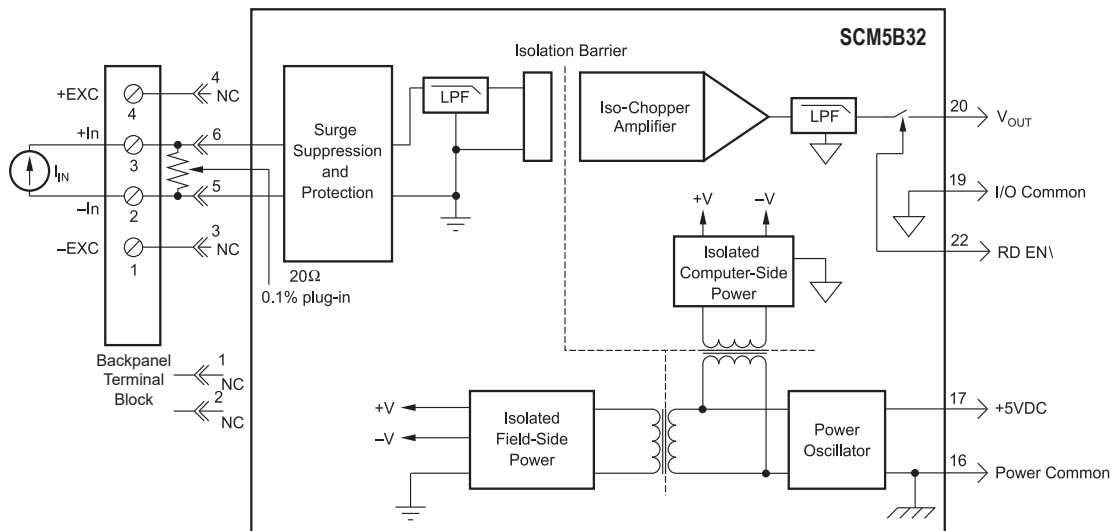 SCM5B32
Isolation Barrier
+EXC
4
4
NC
+In
3
6
I_IN
–In
2
5
–EXC
1
3
NC
Surge
Suppression
and
Protection
LPF
Iso-Chopper
Amplifier
LPF
20
V_OUT
19
I/O Common
22
RD EN\
20Ω
0.1% plug-in
+V
–V
Isolated
Computer-Side
Power
Backpanel
Terminal
Block
1
NC
2
NC
+V
–V
Isolated
Field-Side
Power
Power
Oscillator
17
+5VDC
16
Power Common